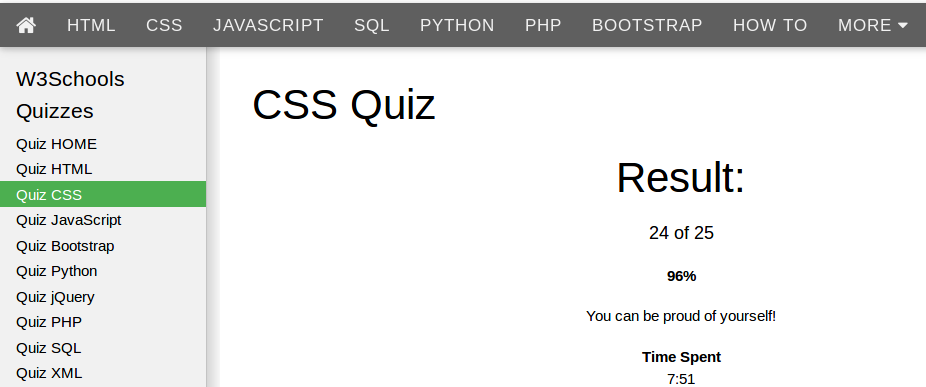 HTML CSS JAVASCRIPT SQL PYTHON PHP BOOTSTRAP HOW TO MORE
W3Schools
Quizzes
Quiz HOME
Quiz HTML
Quiz CSS
Quiz JavaScript
Quiz Bootstrap
Quiz Python
Quiz jQuery
Quiz PHP
Quiz SQL
Quiz XML
CSS Quiz
Result:
24 of 25
96%
You can be proud of yourself!
Time Spent
7:51